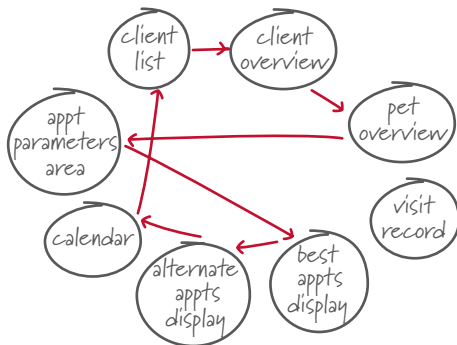 client
list
client
overview
pet
overview
appt
parameters
area
visit
record
calendar
alternate
appts
display
best
appts
display